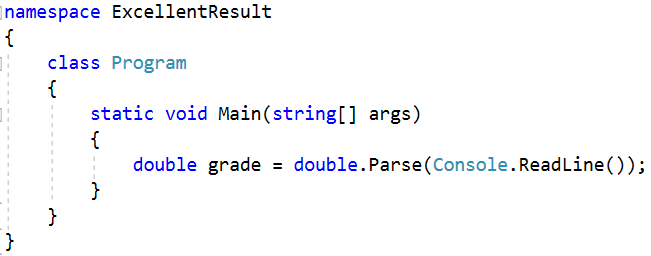 namespace ExcellentResult
{
    class Program
    {
        static void Main(string[] args)
        {
            double grade = double.Parse(Console.ReadLine());
        }
    }
}